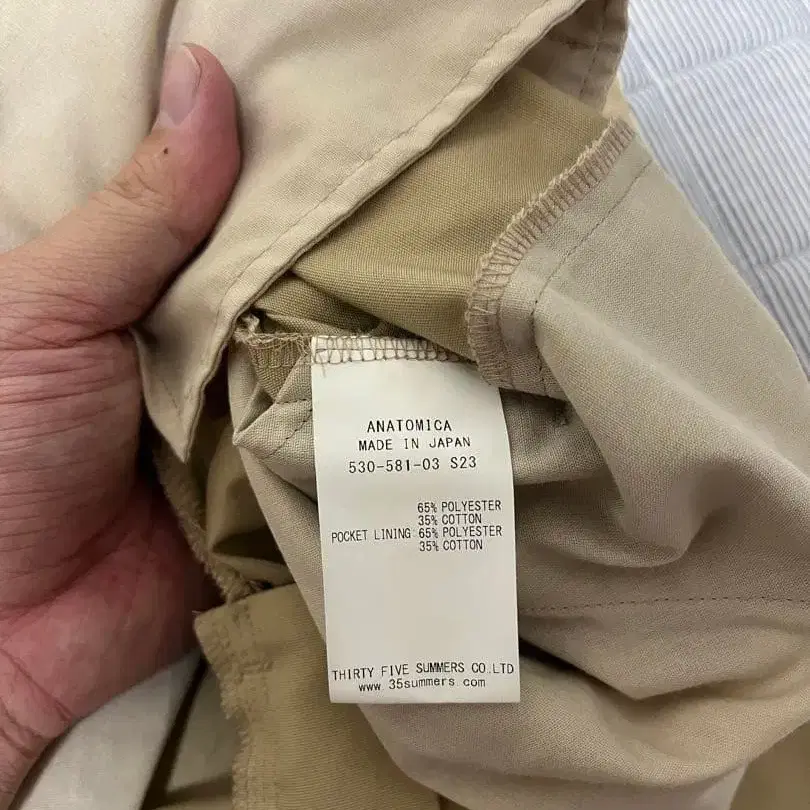 ANATOMICA
MADE IN JAPAN
530-581-03 S23
65% POLYESTER
35% COTTON
POCKET LINING:65% POLYESTER
35% COTTON
THIRTY FIVE SUMMERS CO.LTD
www.35summers.com